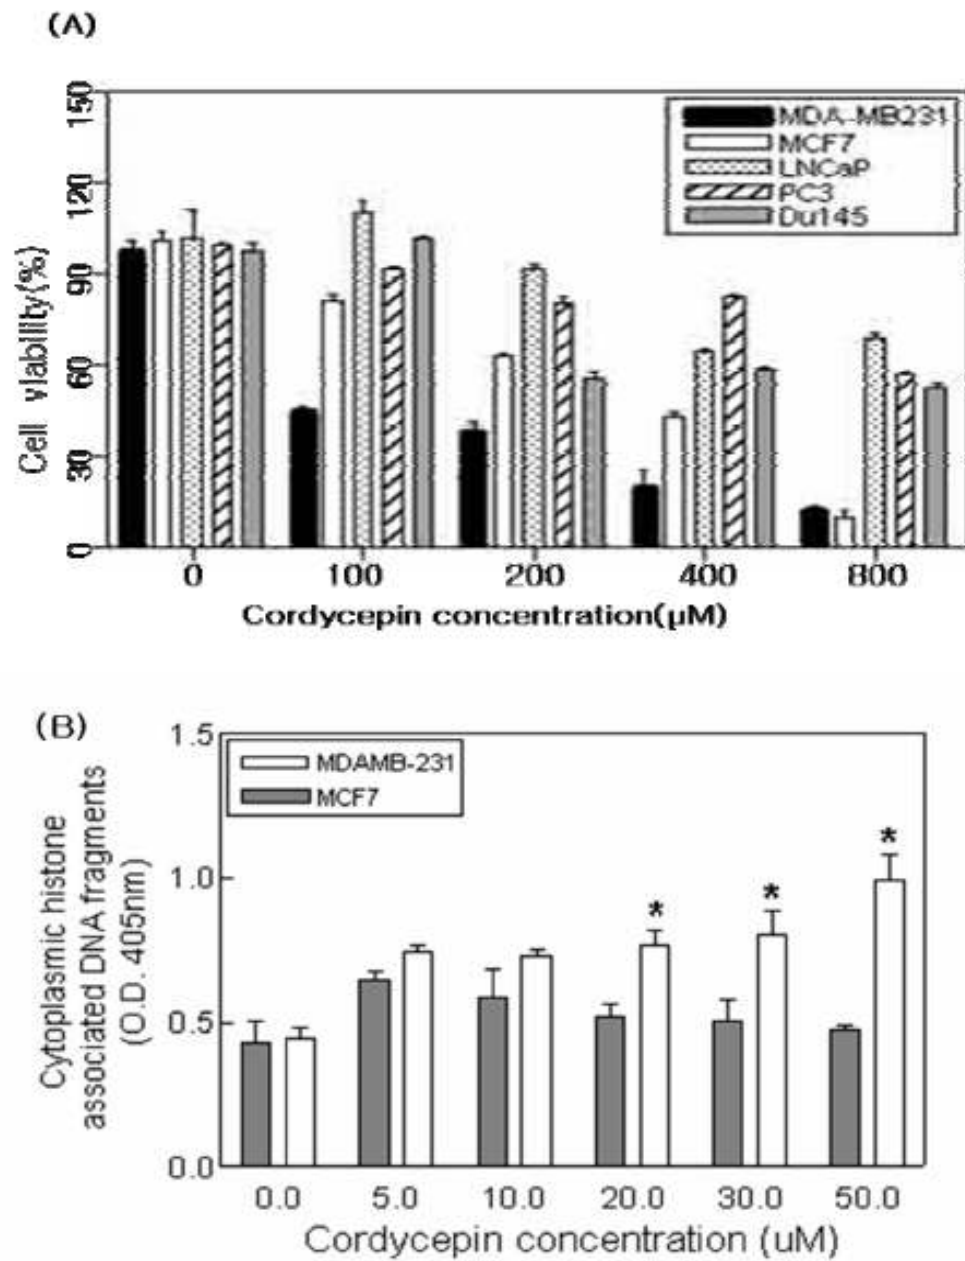 (A)
150
120
90
60
30
0
Cell viability(%)
MDA-MB231
MCF7
LNCaP
PC3
Du145
0 100 200 400 800
Cordycepin concentration(μM)
(B)
1.5
1.0
0.5
0.0
Cytoplasmic histone
associated DNA fragments
(O.D. 405nm)
MDAMB-231
MCF7
* * *
0.0 5.0 10.0 20.0 30.0 50.0
Cordycepin concentration (uM)